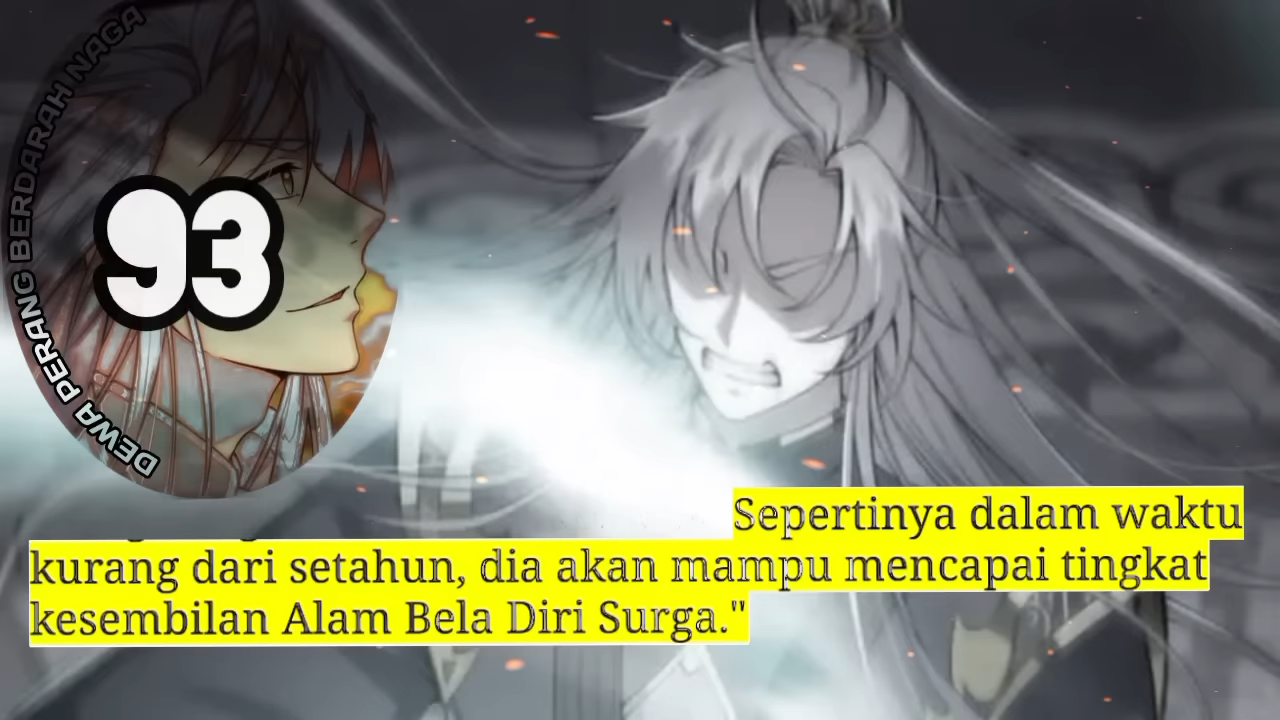 DEWA PERANG BERDARAH NAGA
93
Sepertinya dalam waktu
kurang dari setahun, dia akan mampu mencapai tingkat
kesembilan Alam Bela Diri Surga."